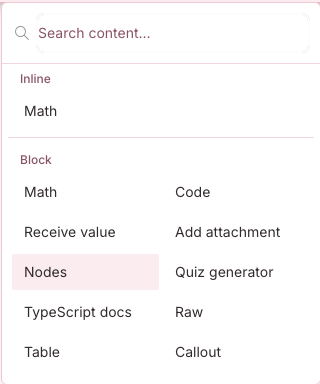 Search content...
Inline
Math
Block
Math Code
Receive value Add attachment
Nodes Quiz generator
TypeScript docs Raw
Table Callout